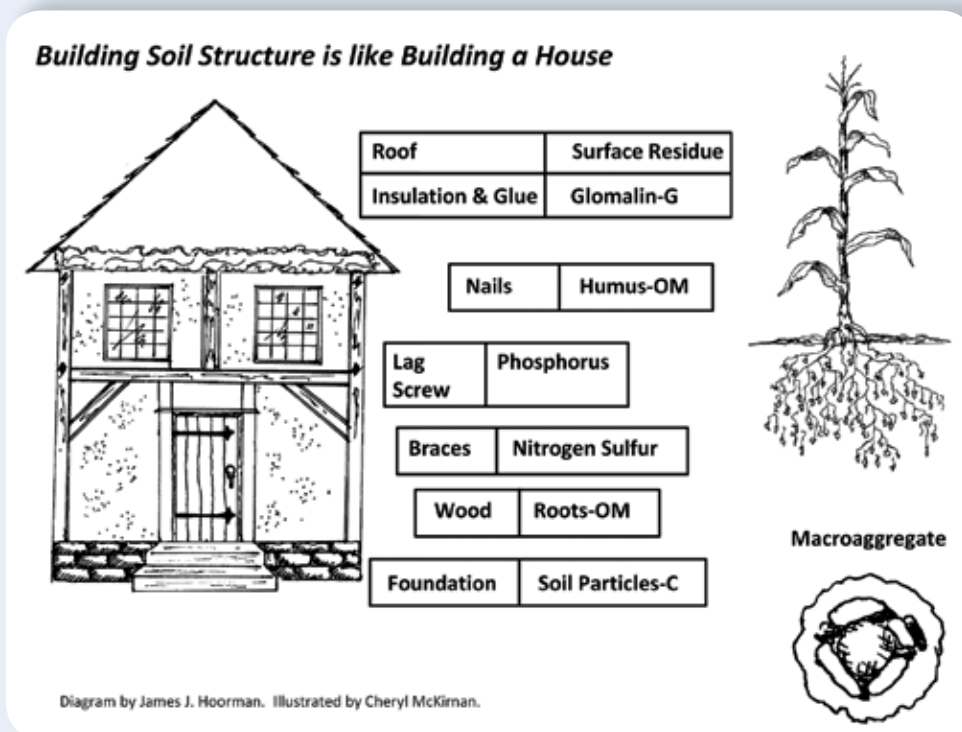 Building Soil Structure is like Building a House
Roof Surface Residue
Insulation & Glue Glomalin-G
Nails Humus-OM
Lag Phosphorus
Screw
Braces Nitrogen Sulfur
Wood Roots-OM
Macroaggregate
Foundation Soil Particles-C
Diagram by James J. Hoorman. Illustrated by Cheryl McKirnan.